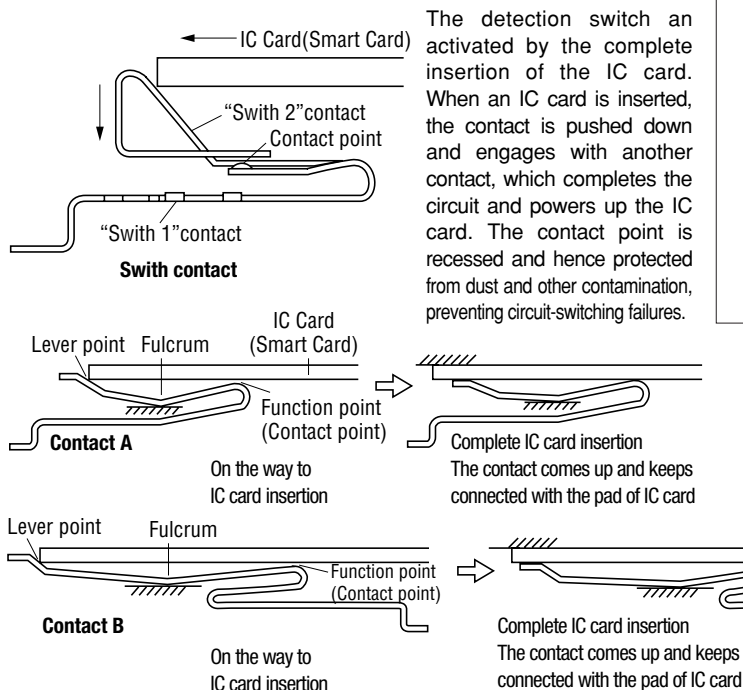 IC Card(Smart Card)
“Swith 2”contact
Contact point
“Swith 1”contact
Swith contact
The detection switch an
activated by the complete
insertion of the IC card.
When an IC card is inserted,
the contact is pushed down
and engages with another
contact, which completes the
circuit and powers up the IC
card. The contact point is
recessed and hence protected
from dust and other contamination,
preventing circuit-switching failures.
IC Card
(Smart Card)
Lever point
Fulcrum
Function point
(Contact point)
Contact A
On the way to
IC card insertion
Complete IC card insertion
The contact comes up and keeps
connected with the pad of IC card
Lever point
Fulcrum
Function point
(Contact point)
Contact B
On the way to
IC card insertion
Complete IC card insertion
The contact comes up and keeps
connected with the pad of IC card